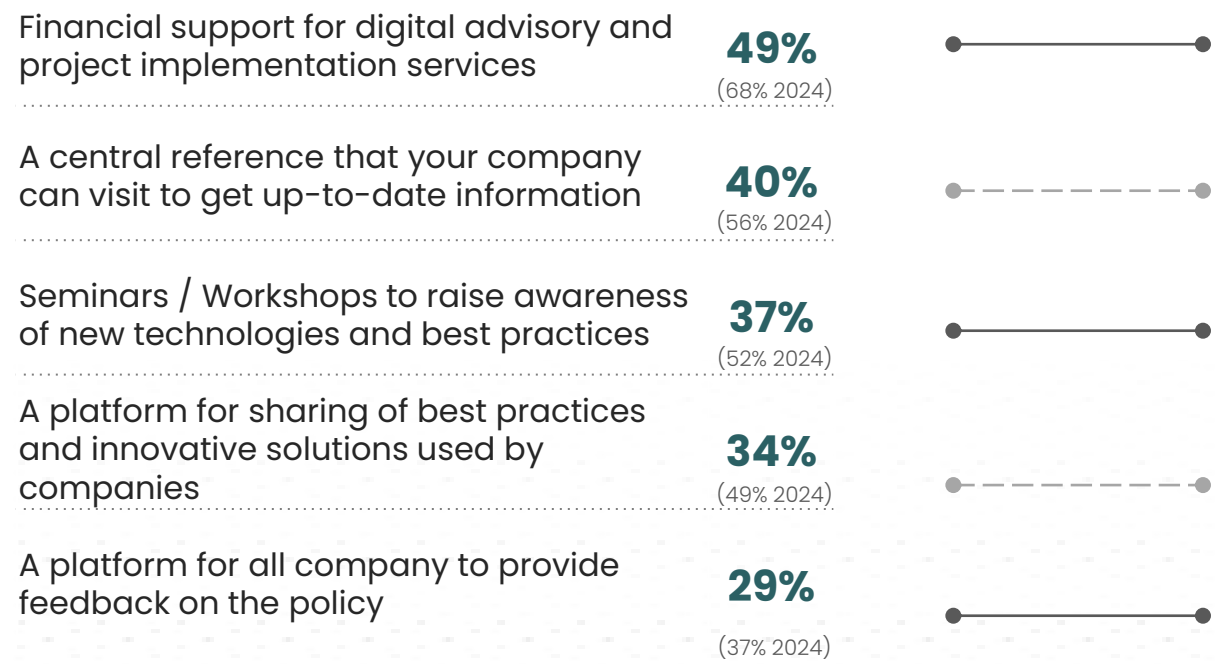 Financial support for digital advisory and
project implementation services
49%
(68% 2024)
A central reference that your company
can visit to get up-to-date information
40%
(56% 2024)
Seminars / Workshops to raise awareness
of new technologies and best practices
37%
(52% 2024)
A platform for sharing of best practices
and innovative solutions used by
companies
34%
(49% 2024)
A platform for all company to provide
feedback on the policy
29%
(37% 2024)